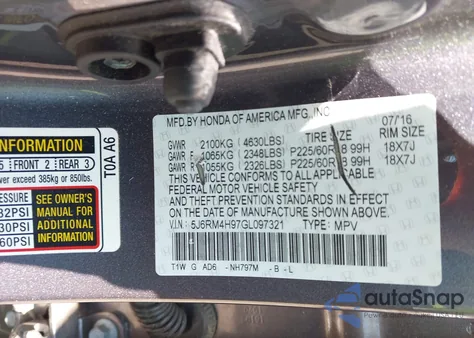 INFORMATION
5 FRONT 2 REAR 3
ver exceed 385kg or 850lbs.
TOA A6
PRESSURE
32PSI
30PSI
60PSI
SEE OWNER'S
MANUAL FOR
ADDITIONAL
INFORMATION
MFD.BY HONDA OF AMERICA MFG.,INC. 07/16
GVWR 2100KG (4630LBS) TIRE SIZE RIM SIZE
GAWR F 1065KG (2348LBS) P225/60R18 99H 18X7J
GAWR R 1055KG (2326LBS) P225/60R18 99H 18X7J
THIS VEHICLE CONFORMS TO ALL APPLICABLE
FEDERAL MOTOR VEHICLE SAFETY
AND THEFT PREVENTION STANDARDS IN EFFECT ON
THE DATE OF MANUFACTURE SHOWN ABOVE.
V.I.N: 5J6RM4H97GL097321 TYPE: MPV
T1W G AD6 -NH797M -B-L
autoSnap